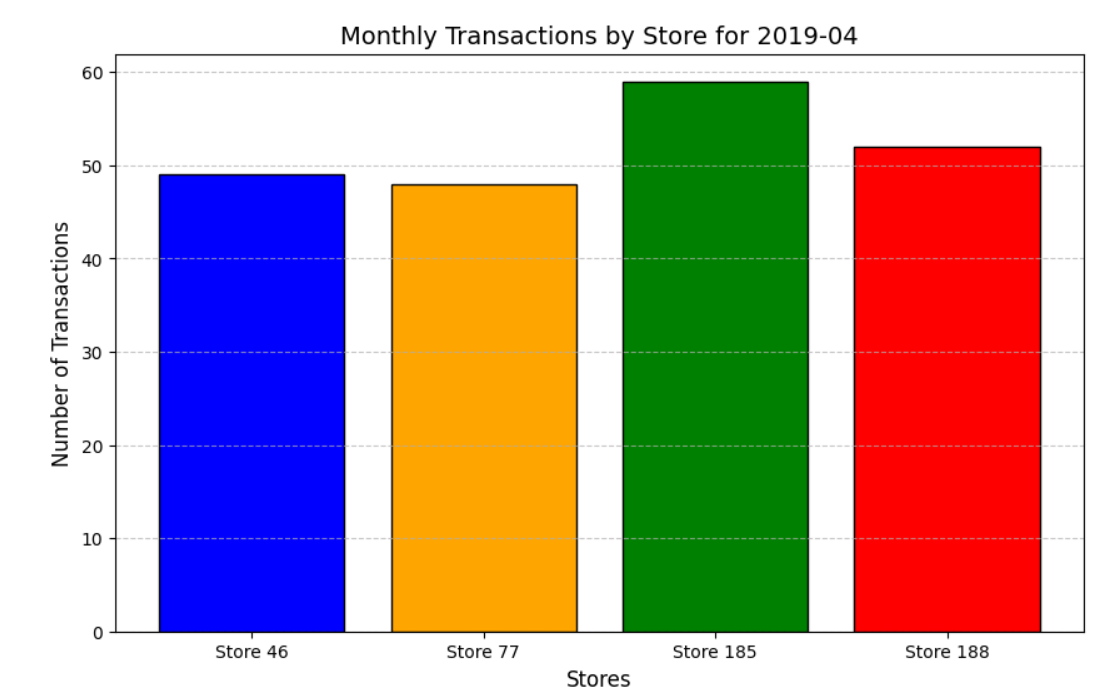 Monthly Transactions by Store for 2019-04
60
50
40
30
20
10
0
Number of Transactions
Store 46
Store 77
Store 185
Store 188
Stores